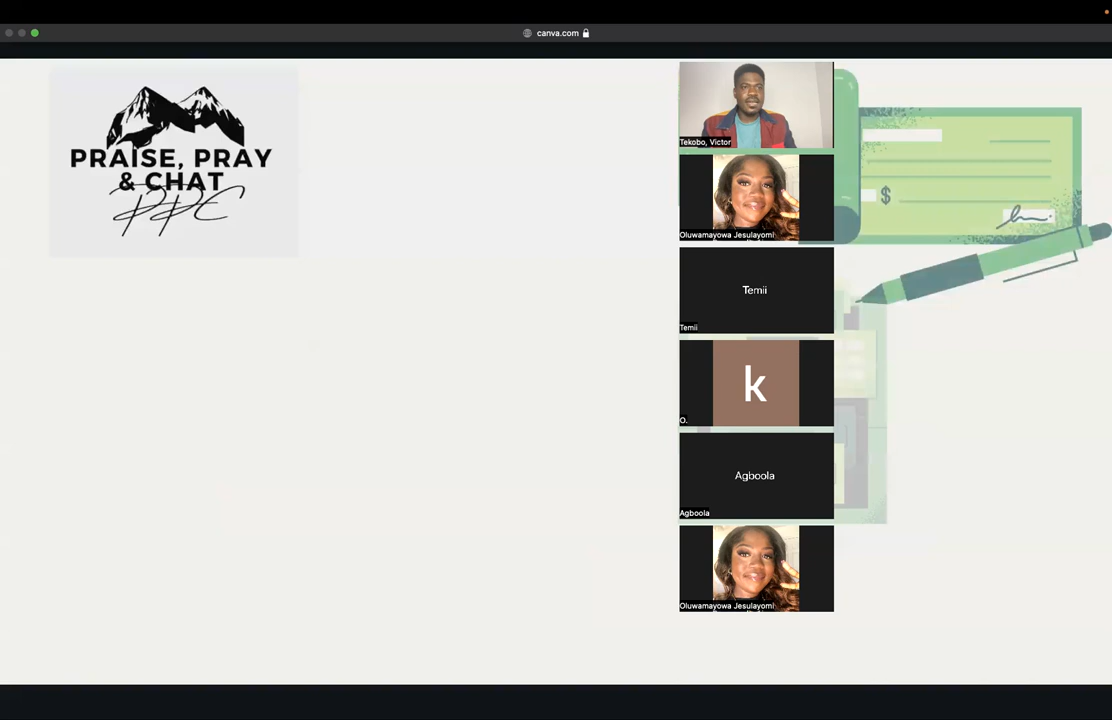 canva.com
PRAISE, PRAY
& CHAT
PPC
Tekobo, Victor
Oluwamayowa Jesulayomi
Temii
Temii
k
O.
Agboola
Agboola
Oluwamayowa Jesulayomi
$